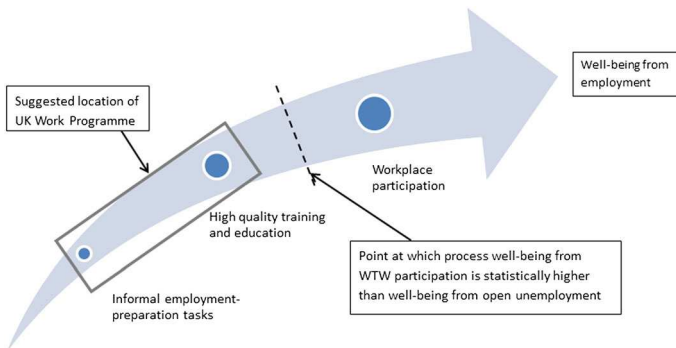 Well-being from
employment
Suggested location of
UK Work Programme
Workplace
participation
High quality training
and education
Point at which process well-being from
WTW participation is statistically higher
than well-being from open unemployment
Informal employment-
preparation tasks